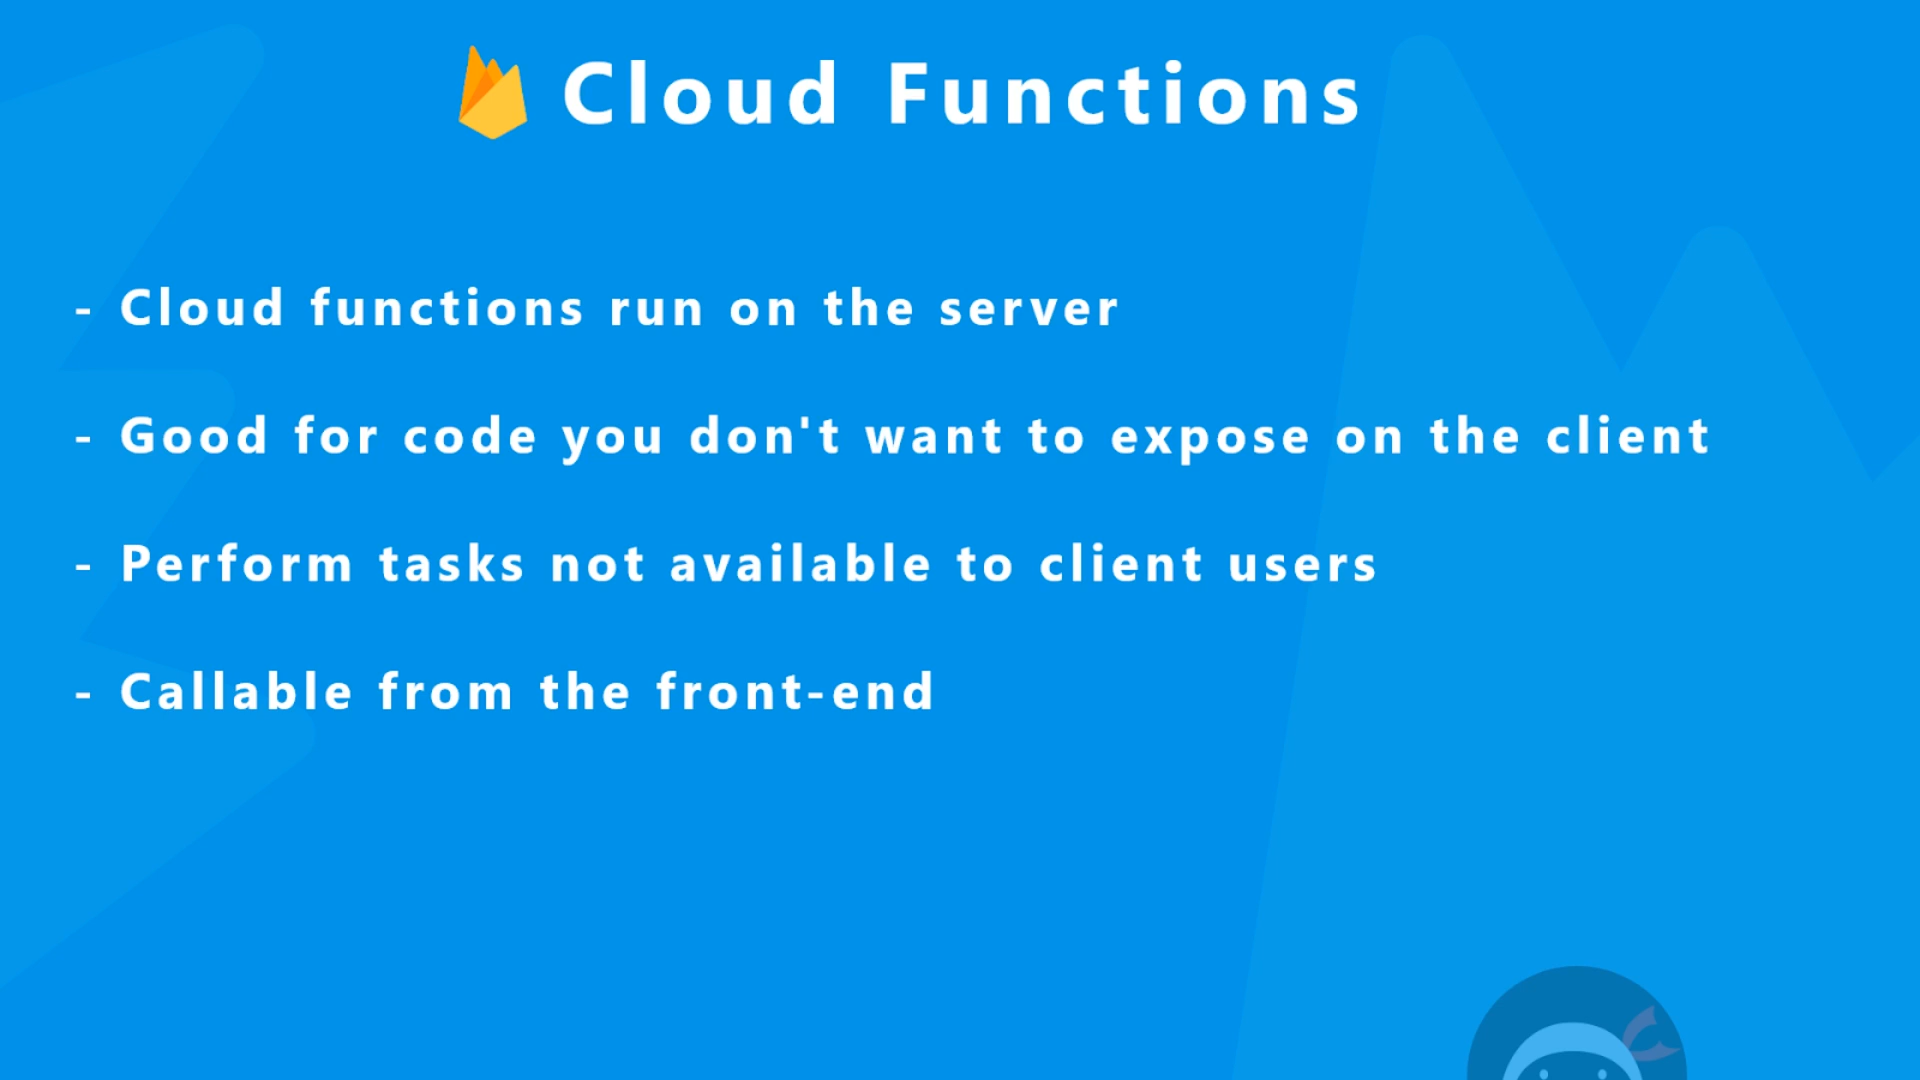 Cloud Functions
- Cloud functions run on the server
- Good for code you don't want to expose on the client
- Perform tasks not available to client users
- Callable from the front-end